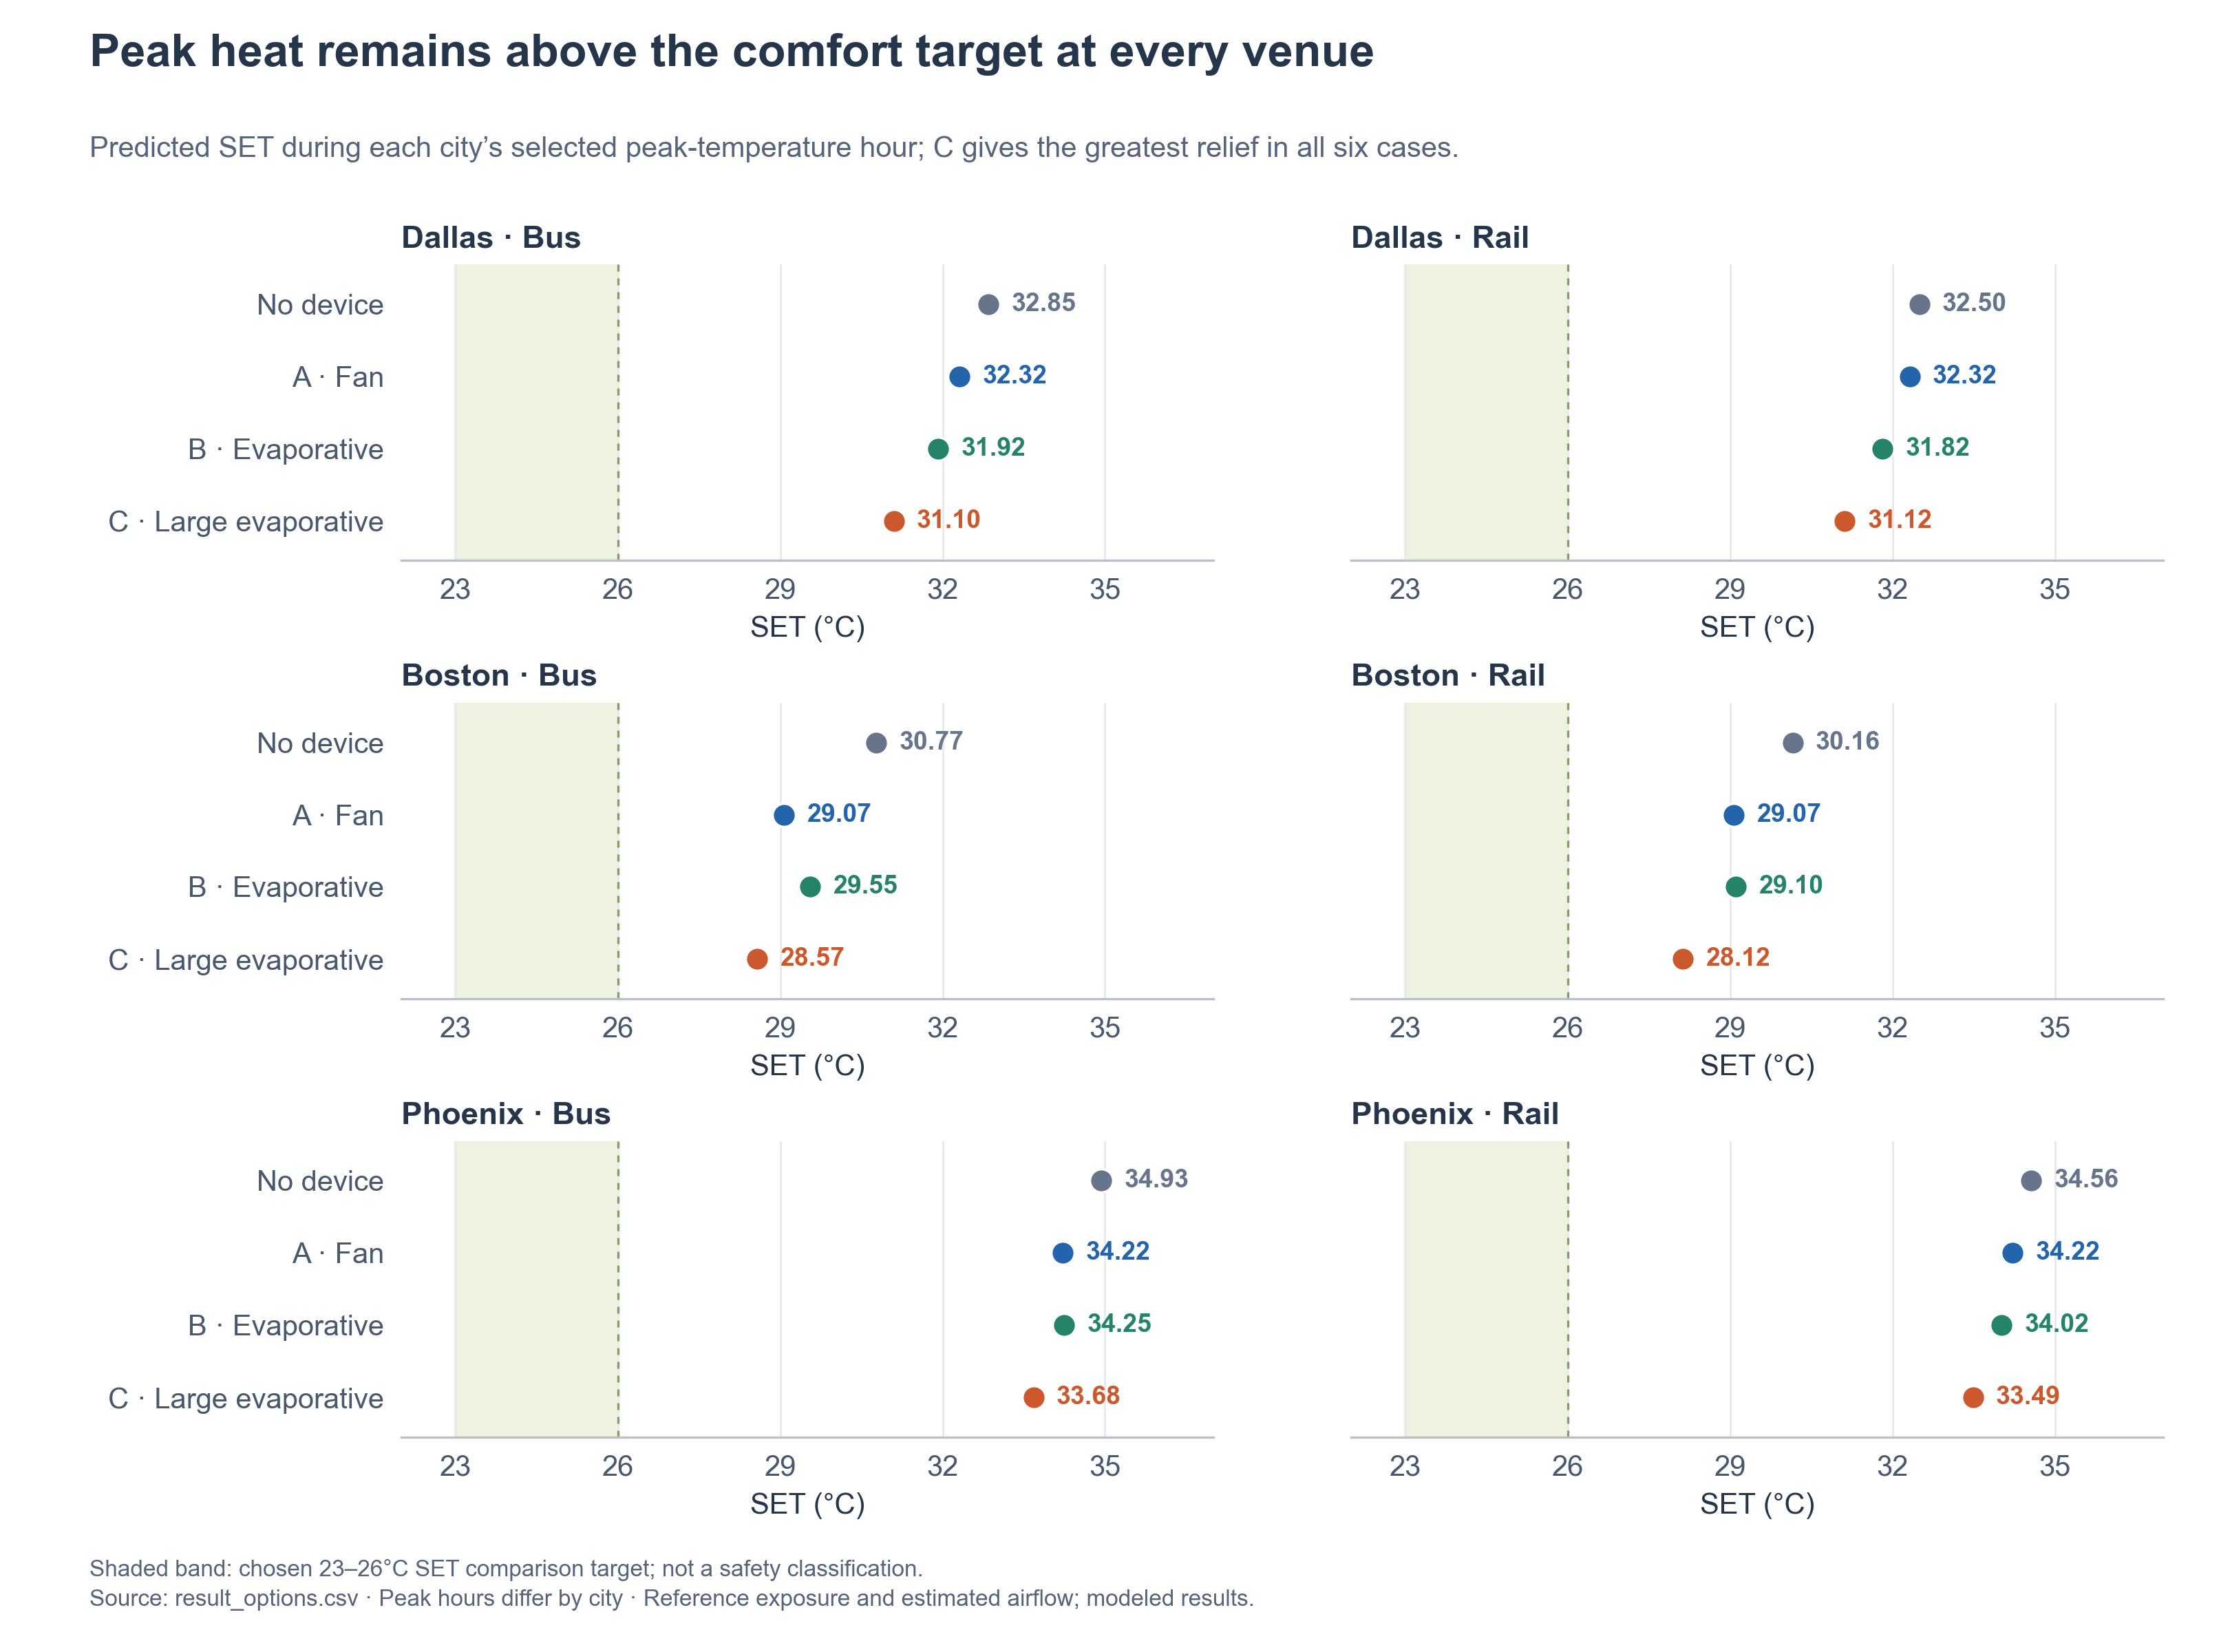 Peak heat remains above the comfort target at every venue
Predicted SET during each city’s selected peak-temperature hour; C gives the greatest relief in all six cases.
Dallas · Bus
No device
32.85
A · Fan
32.32
B · Evaporative
31.92
C · Large evaporative
31.10
23 26 29 32 35
SET (°C)
Dallas · Rail
32.50
32.32
31.82
31.12
23 26 29 32 35
SET (°C)
Boston · Bus
No device
30.77
A · Fan
29.07
B · Evaporative
29.55
C · Large evaporative
28.57
23 26 29 32 35
SET (°C)
Boston · Rail
30.16
29.07
29.10
28.12
23 26 29 32 35
SET (°C)
Phoenix · Bus
No device
34.93
A · Fan
34.22
B · Evaporative
34.25
C · Large evaporative
33.68
23 26 29 32 35
SET (°C)
Phoenix · Rail
34.56
34.22
34.02
33.49
23 26 29 32 35
SET (°C)
Shaded band: chosen 23–26°C SET comparison target; not a safety classification.
Source: result_options.csv · Peak hours differ by city · Reference exposure and estimated airflow; modeled results.